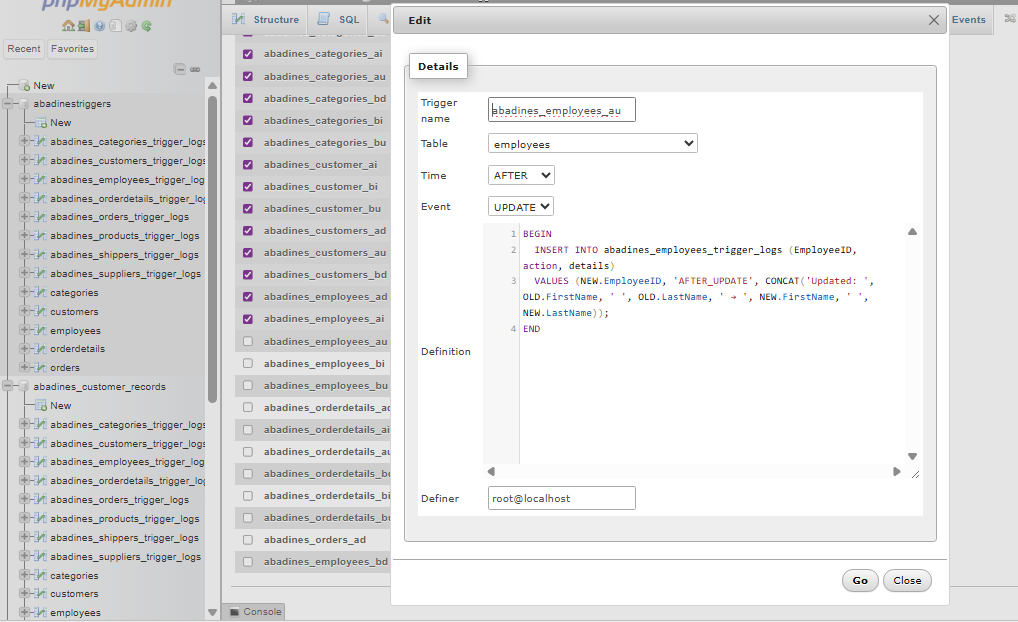 phpMyAdmin
Recent
Favorites
New
abadinestriggers
New
abadines_categories_trigger_logs
abadines_customers_trigger_logs
abadines_employees_trigger_log
abadines_orderdetails_trigger_lo
abadines_orders_trigger_logs
abadines_products_trigger_logs
abadines_shippers_trigger_logs
abadines_suppliers_trigger_logs
categories
customers
employees
orderdetails
orders
abadines_customer_records
New
abadines_categories_trigger_logs
abadines_customers_trigger_logs
abadines_employees_trigger_log
abadines_orderdetails_trigger_lo
abadines_orders_trigger_logs
abadines_products_trigger_logs
abadines_shippers_trigger_logs
abadines_suppliers_trigger_logs
categories
customers
employees
Structure
SQL
Events
abadines_categories_ai
abadines_categories_au
abadines_categories_bd
abadines_categories_bi
abadines_categories_bu
abadines_customer_ai
abadines_customer_bi
abadines_customer_bu
abadines_customers_ad
abadines_customers_au
abadines_customers_bd
abadines_employees_ad
abadines_employees_ai
abadines_employees_au
abadines_employees_bi
abadines_employees_bu
abadines_orderdetails_ad
abadines_orderdetails_ai
abadines_orderdetails_au
abadines_orderdetails_bd
abadines_orderdetails_bi
abadines_orderdetails_bu
abadines_orders_ad
abadines_employees_bd
Console
Edit
Details
Trigger
name
abadines_employees_au
Table
employees
Time
AFTER
Event
UPDATE
Definition
1 BEGIN
2 INSERT INTO abadines_employees_trigger_logs (EmployeeID,
action, details)
3 VALUES (NEW.EmployeeID, 'AFTER_UPDATE', CONCAT('Updated: ',
OLD.FirstName, ' ', OLD.LastName, ' → ', NEW.FirstName, ' ',
NEW.LastName));
4 END
Definer
root@localhost
Go
Close